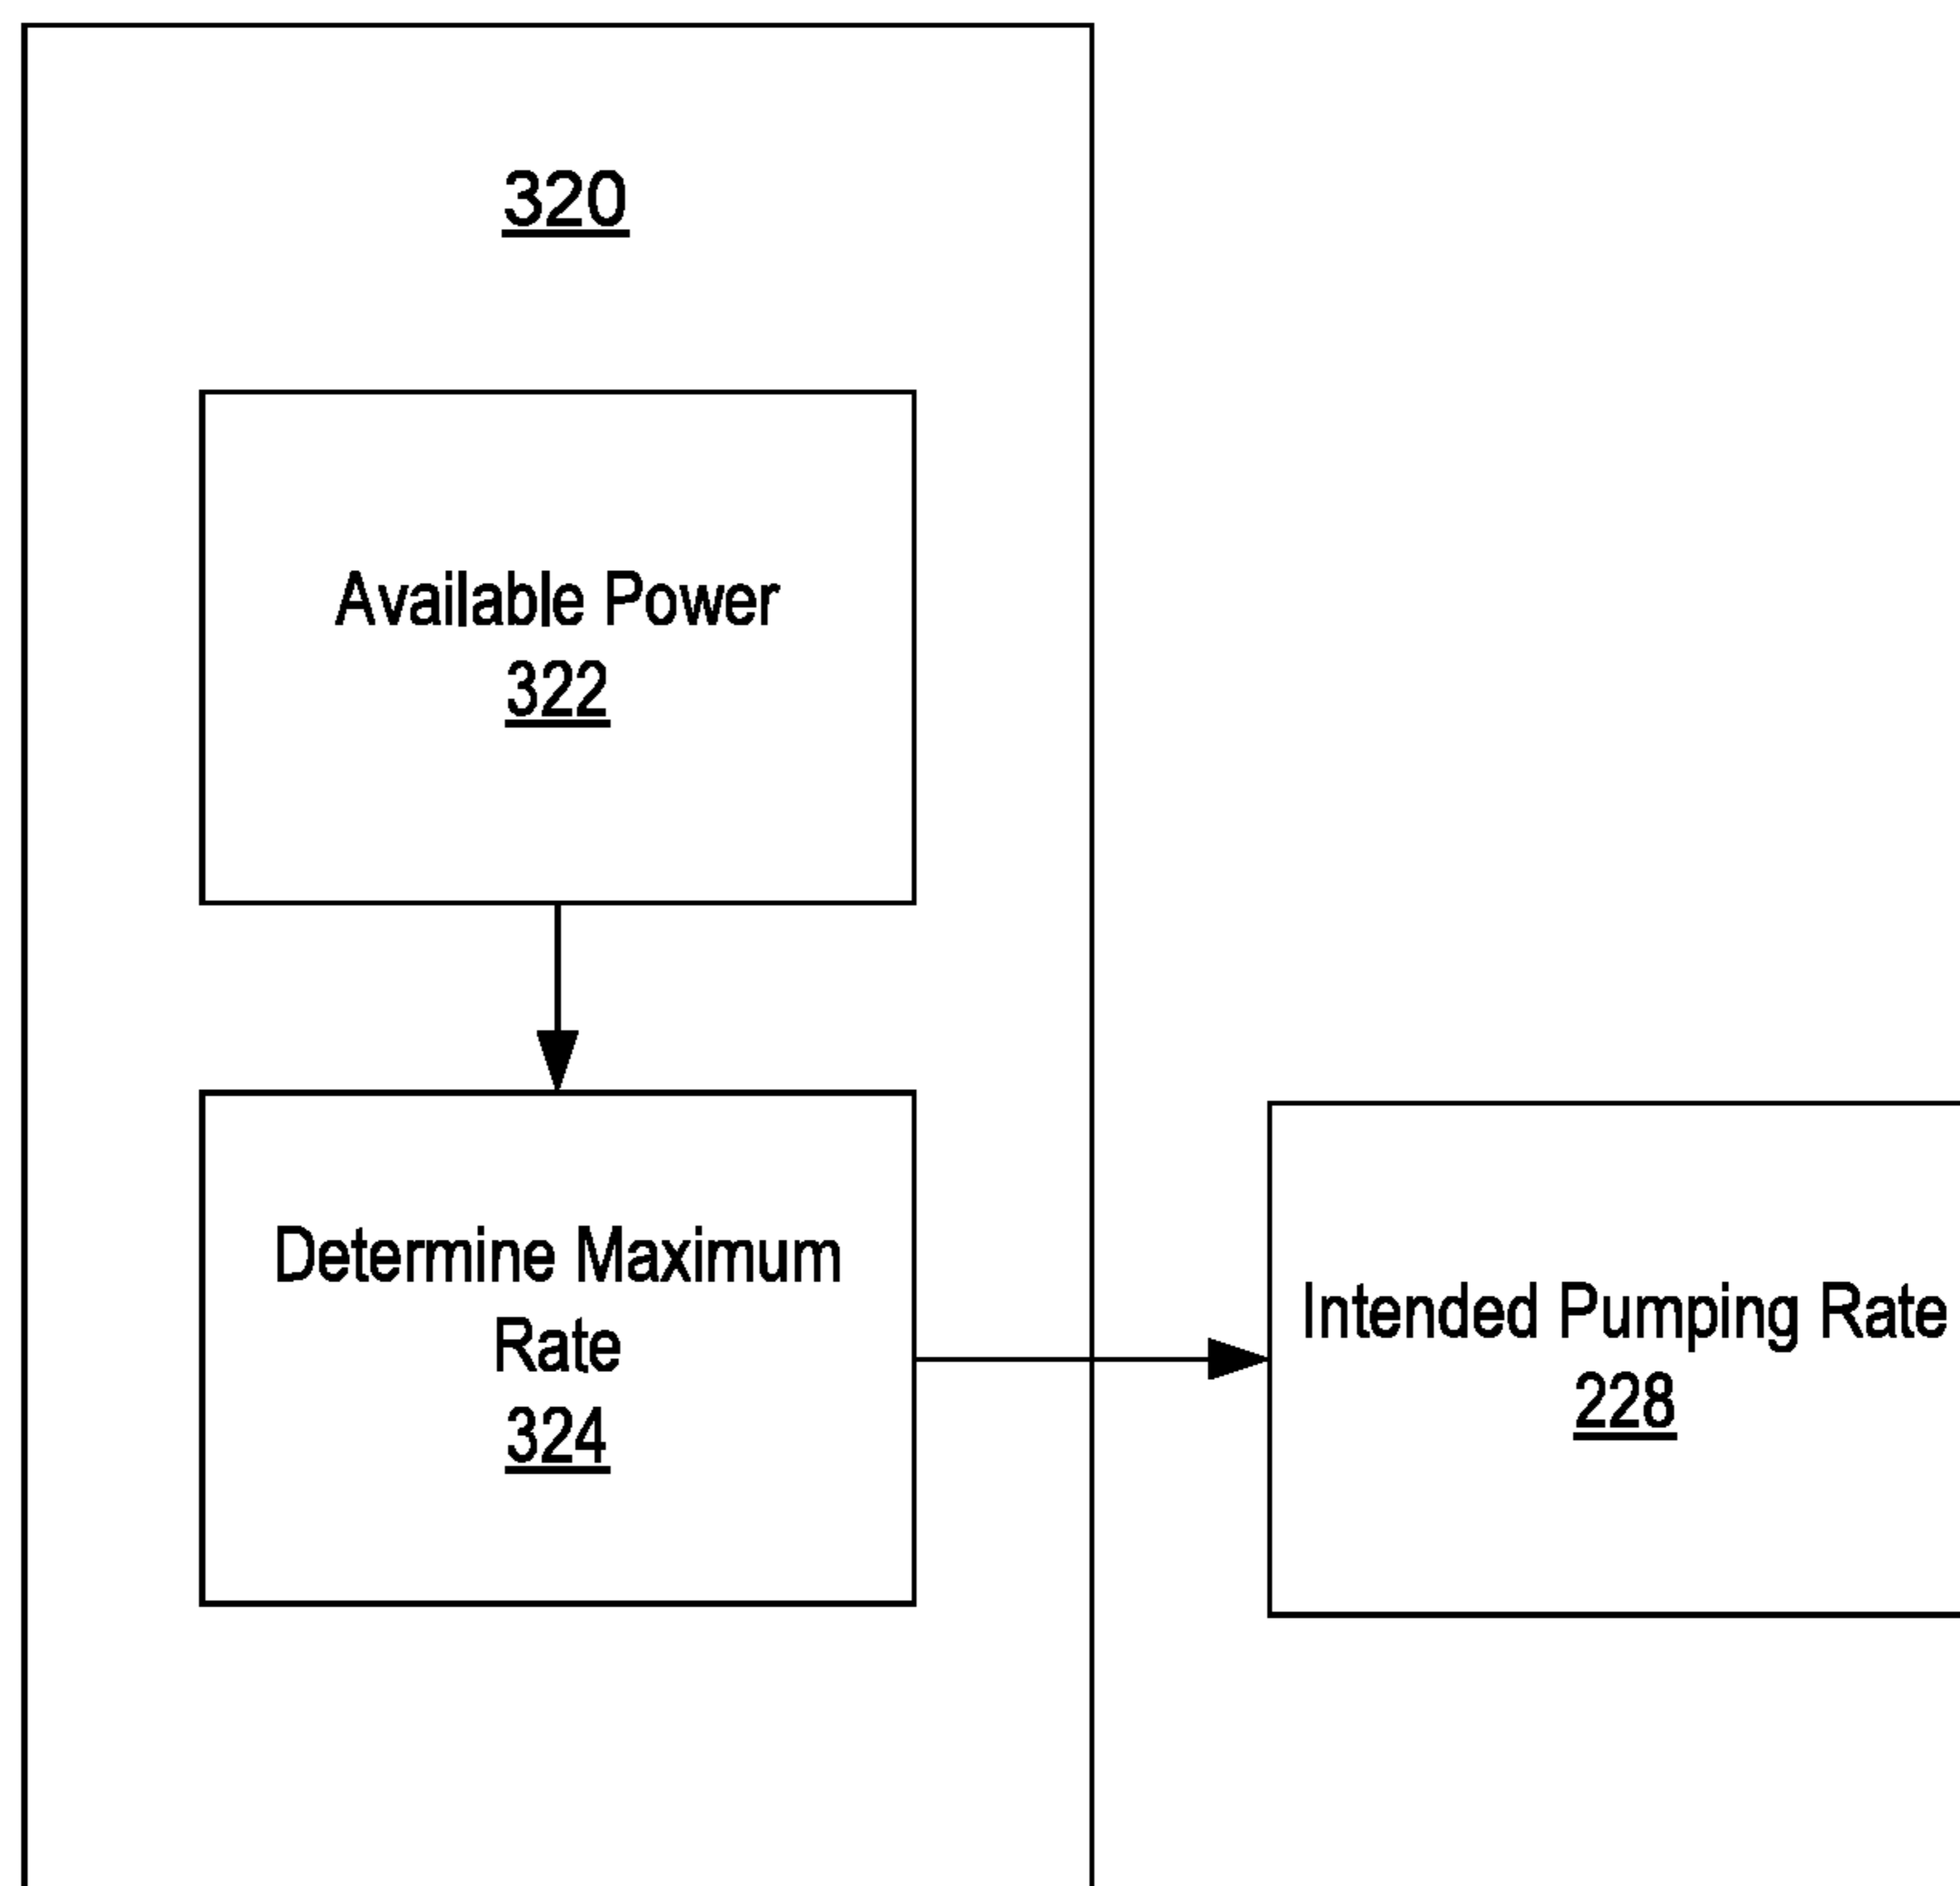 320
Available Power
322
Determine Maximum
Rate
324
Intended Pumping Rate
228